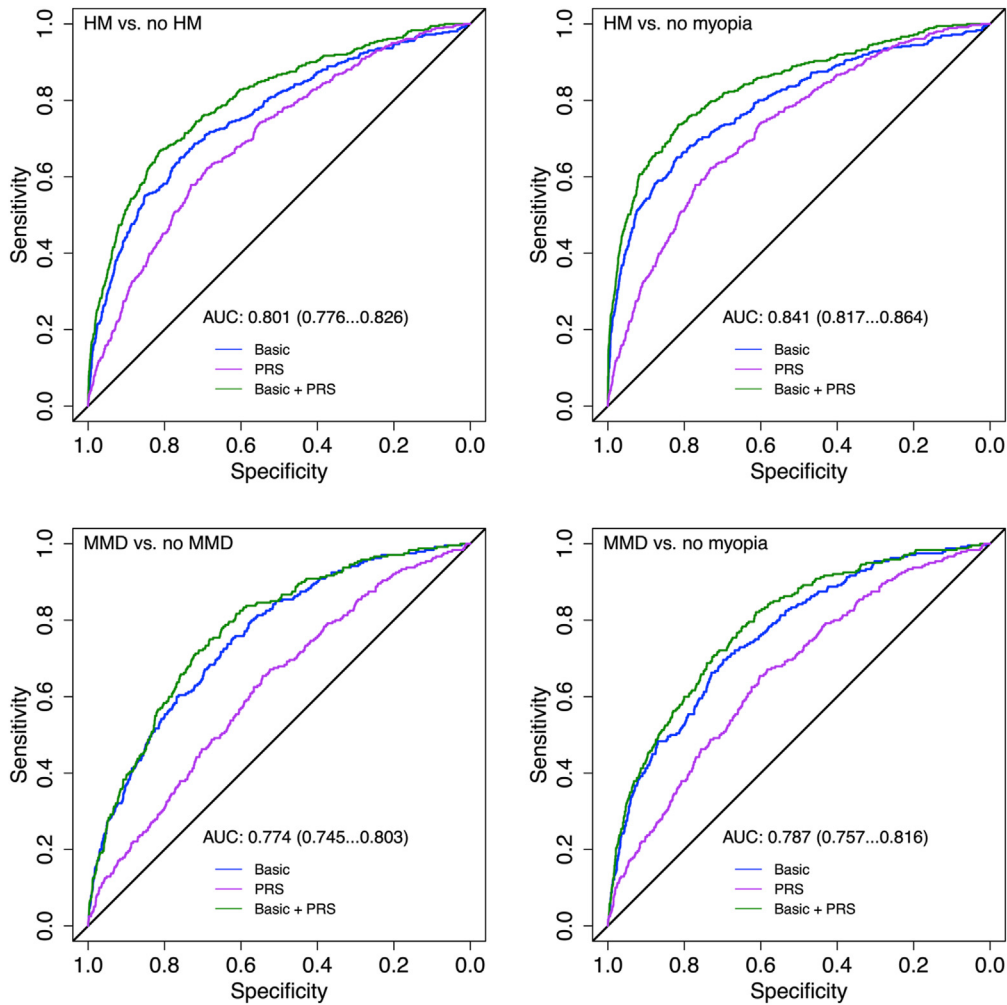 HM vs. no HM
1.0
0.8
0.6
0.4
0.2
0.0
Sensitivity
AUC: 0.801 (0.776...0.826)
Basic
PRS
Basic + PRS
1.0 0.8 0.6 0.4 0.2 0.0
Specificity
HM vs. no myopia
1.0
0.8
0.6
0.4
0.2
0.0
Sensitivity
AUC: 0.841 (0.817...0.864)
Basic
PRS
Basic + PRS
1.0 0.8 0.6 0.4 0.2 0.0
Specificity
MMD vs. no MMD
1.0
0.8
0.6
0.4
0.2
0.0
Sensitivity
AUC: 0.774 (0.745...0.803)
Basic
PRS
Basic + PRS
1.0 0.8 0.6 0.4 0.2 0.0
Specificity
MMD vs. no myopia
1.0
0.8
0.6
0.4
0.2
0.0
Sensitivity
AUC: 0.787 (0.757...0.816)
Basic
PRS
Basic + PRS
1.0 0.8 0.6 0.4 0.2 0.0
Specificity